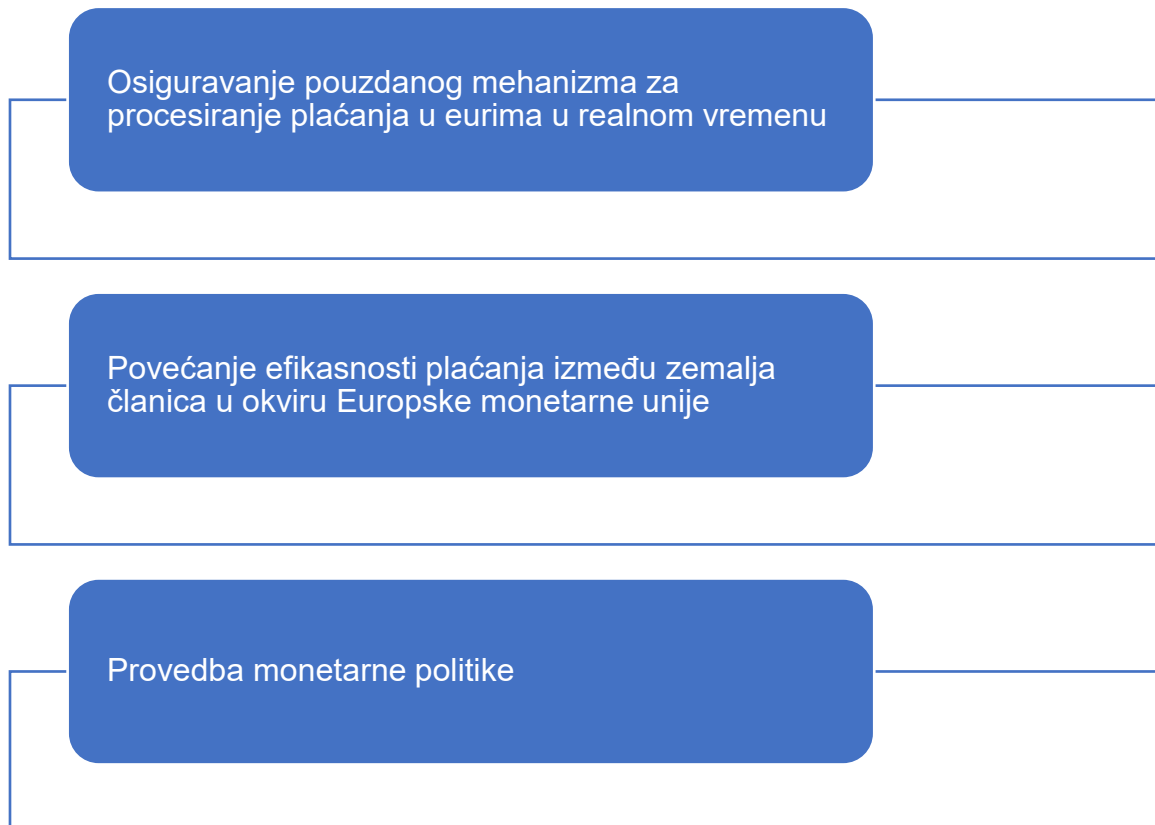 Osiguravanje pouzdanog mehanizma za
procesiranje plaćanja u eurima u realnom vremenu
Povećanje efikasnosti plaćanja između zemalja
članica u okviru Europske monetarne unije
Provedba monetarne politike